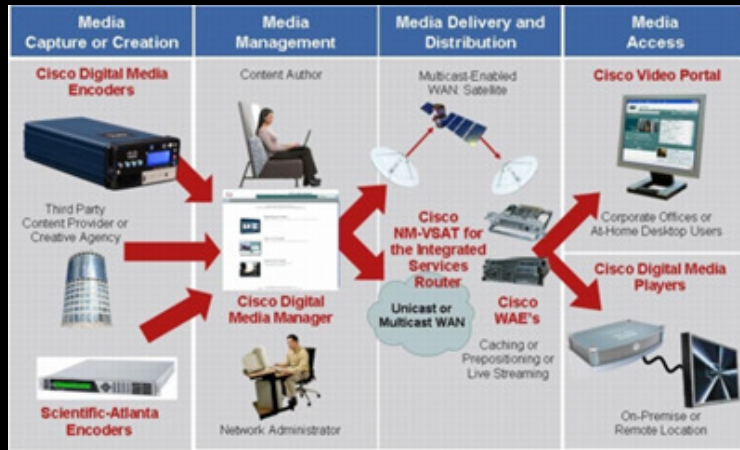 Media
Capture or Creation
Media
Management
Media Delivery and
Distribution
Media
Access
Cisco Digital Media
Encoders
Third Party
Content Provider or
Creative Agency
Scientific-Atlanta
Encoders
Content Author
Cisco Digital
Media Manager
Network Administrator
Multicast-Enabled
WAN: Satellite
Cisco
NM-VSAT for
the Integrated
Services
Router
Unicast or
Multicast WAN
Cisco
WAE's
Caching or
Prepositioning or
Live Streaming
Cisco Video Portal
Corporate Offices or
At-Home Desktop Users
Cisco Digital Media
Players
On-Premise or
Remote Location